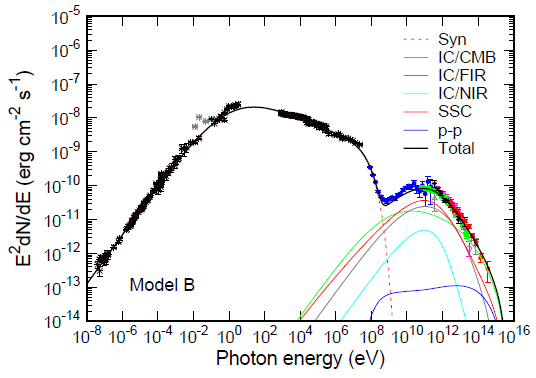 10^-5
10^-6
10^-7
10^-8
10^-9
10^-10
10^-11
10^-12
10^-13
10^-14
E^2dN/dE (erg cm^-2 s^-1)
Syn
IC/CMB
IC/FIR
IC/NIR
SSC
p-p
Total
Model B
10^-8 10^-6 10^-4 10^-2 10^0 10^2 10^4 10^6 10^8 10^10 10^12 10^14 10^16
Photon energy (eV)